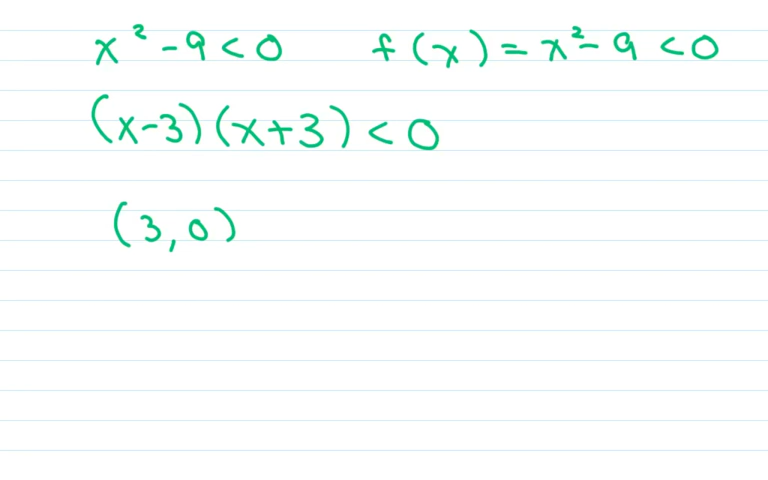 x² - 9 < 0    f(x) = x² - 9 < 0
(x-3)(x+3) < 0
(3,0)